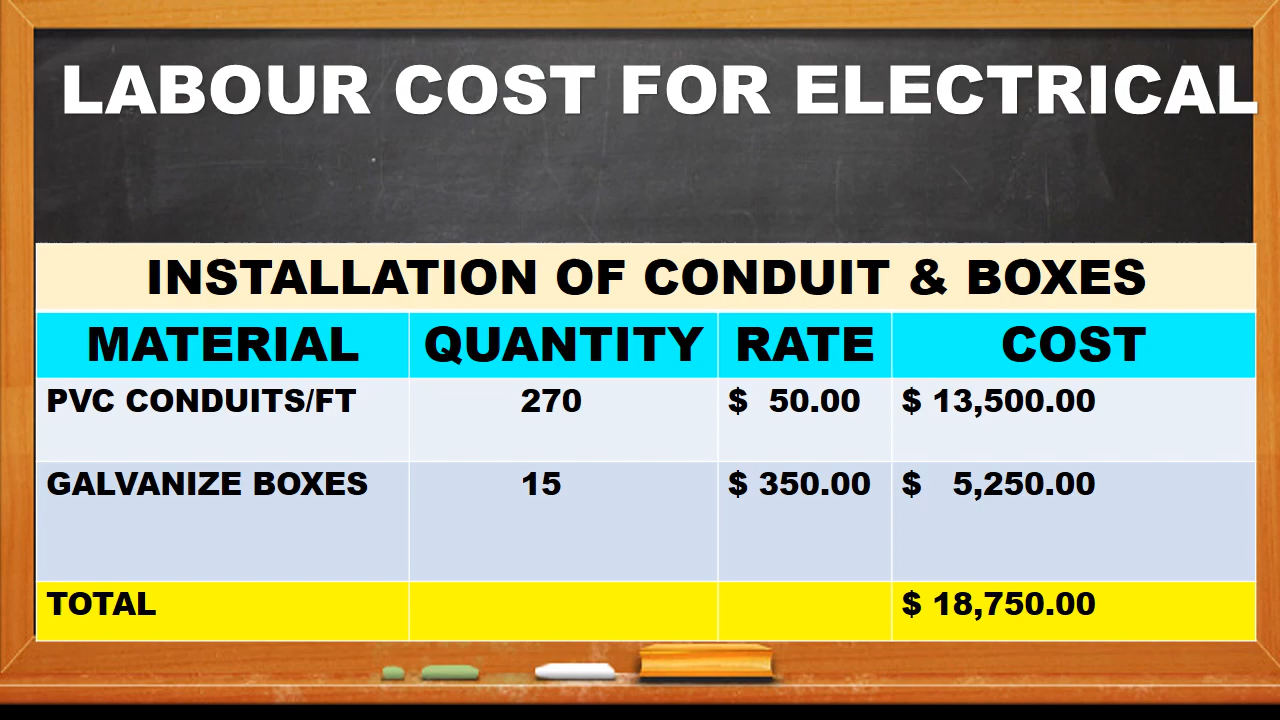 LABOUR COST FOR ELECTRICAL
INSTALLATION OF CONDUIT & BOXES
MATERIAL QUANTITY RATE COST
PVC CONDUITS/FT 270 $ 50.00 $ 13,500.00
GALVANIZE BOXES 15 $ 350.00 $ 5,250.00
TOTAL $ 18,750.00